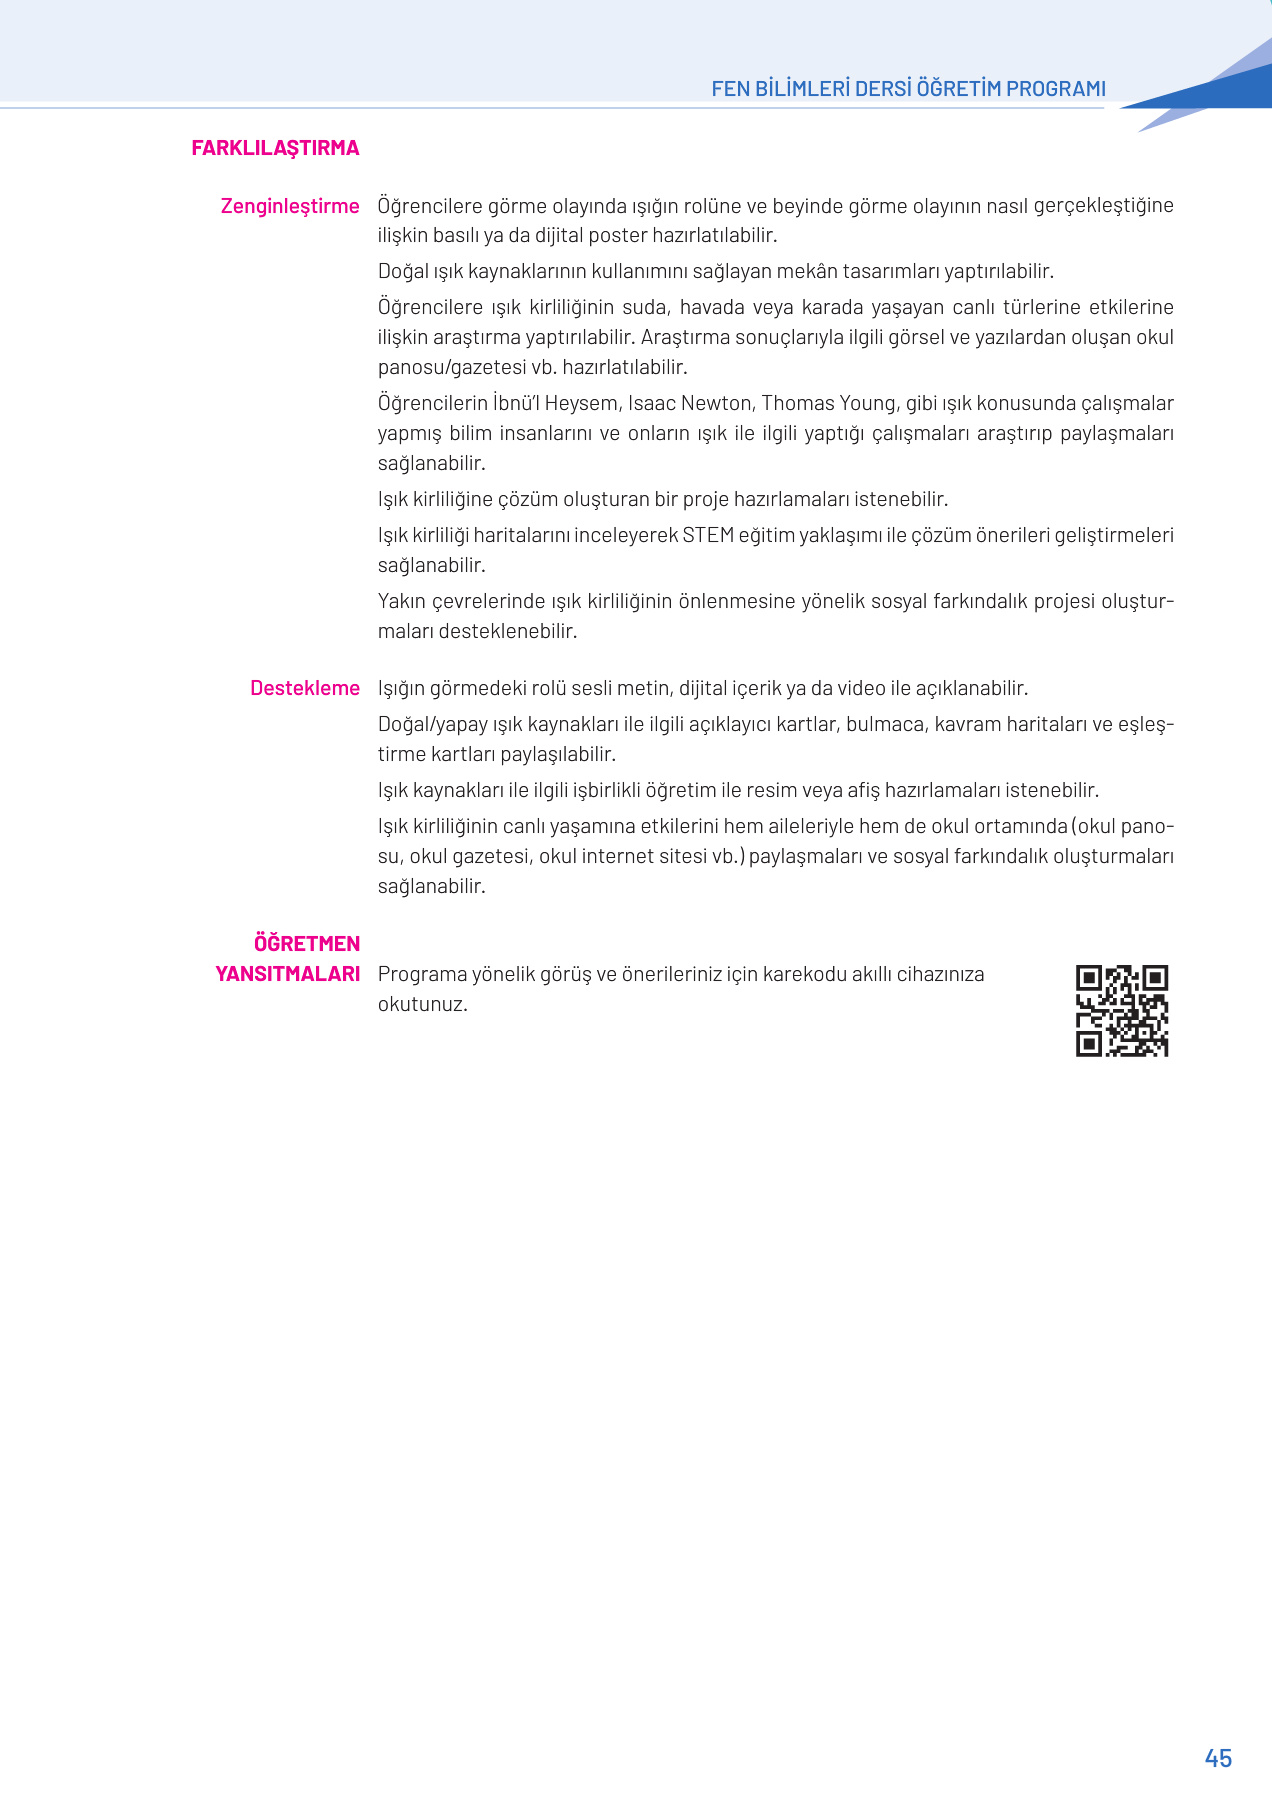 FEN BİLİMLERİ DERSİ ÖĞRETİM PROGRAMI
FARKLILAŞTIRMA
Zenginleştirme Öğrencilere görme olayında ışığın rolüne ve beyinde görme olayının nasıl gerçekleştiğine
ilişkin basılı ya da dijital poster hazırlatılabilir.
Doğal ışık kaynaklarının kullanımını sağlayan mekân tasarımları yaptırılabilir.
Öğrencilere ışık kirliliğinin suda, havada veya karada yaşayan canlı türlerine etkilerine
ilişkin araştırma yaptırılabilir. Araştırma sonuçlarıyla ilgili görsel ve yazılardan oluşan okul
panosu/gazetesi vb. hazırlatılabilir.
Öğrencilerin İbnü’l Heysem, Isaac Newton, Thomas Young, gibi ışık konusunda çalışmalar
yapmış bilim insanlarını ve onların ışık ile ilgili yaptığı çalışmaları araştırıp paylaşmaları
sağlanabilir.
Işık kirliliğine çözüm oluşturan bir proje hazırlamaları istenebilir.
Işık kirliliği haritalarını inceleyerek STEM eğitim yaklaşımı ile çözüm önerileri geliştirmeleri
sağlanabilir.
Yakın çevrelerinde ışık kirliliğinin önlenmesine yönelik sosyal farkındalık projesi oluştur-
maları desteklenebilir.
Destekleme Işığın görmedeki rolü sesli metin, dijital içerik ya da video ile açıklanabilir.
Doğal/yapay ışık kaynakları ile ilgili açıklayıcı kartlar, bulmaca, kavram haritaları ve eşleş-
tirme kartları paylaşılabilir.
Işık kaynakları ile ilgili işbirlikli öğretim ile resim veya afiş hazırlamaları istenebilir.
Işık kirliliğinin canlı yaşamına etkilerini hem aileleriyle hem de okul ortamında (okul pano-
su, okul gazetesi, okul internet sitesi vb.) paylaşmaları ve sosyal farkındalık oluşturmaları
sağlanabilir.
ÖĞRETMEN
YANSITMALARI Programa yönelik görüş ve önerileriniz için karekodu akıllı cihazınıza
okutunuz.
45